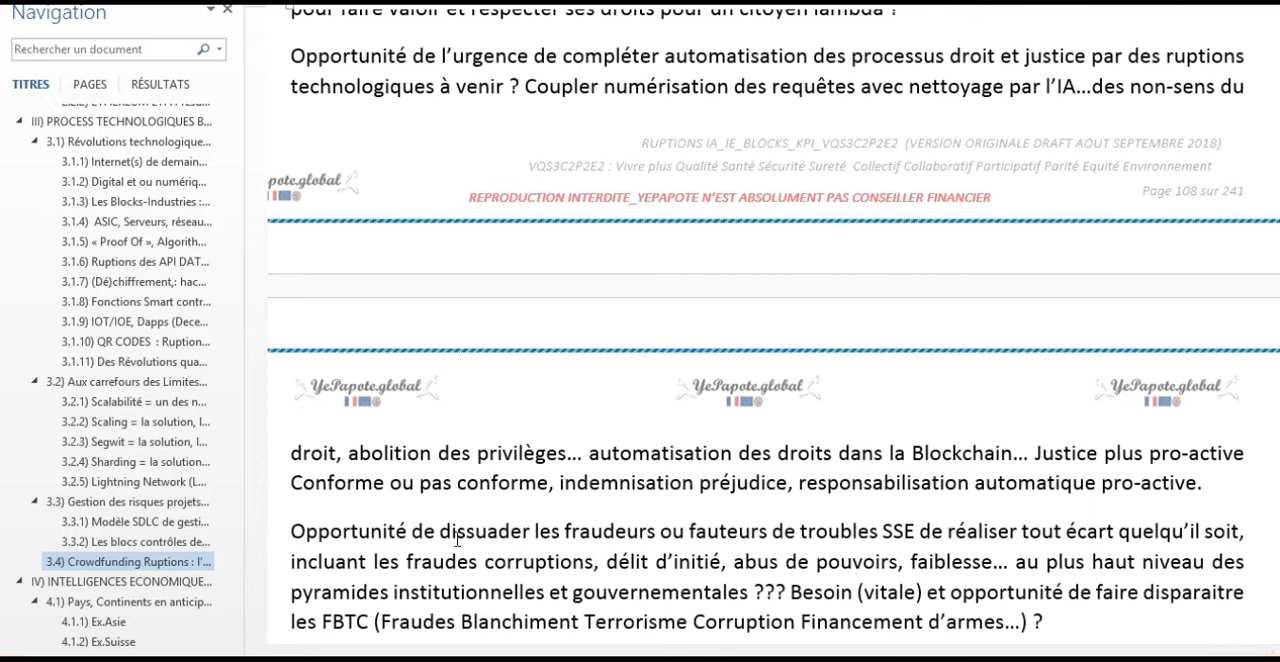 Navigation
Rechercher un document
TITRES PAGES RÉSULTATS
III) PROCESS TECHNOLOGIQUES B...
3.1) Révolutions technologique...
3.1.1) Internet(s) de demain...
3.1.2) Digital et ou numériq...
3.1.3) Les Blocks-Industries :...
3.1.4) ASIC, Serveurs, réseau...
3.1.5) « Proof Of », Algorith...
3.1.6) Ruptions des API DAT...
3.1.7) (Dé)chiffrement,: hac...
3.1.8) Fonctions Smart contr...
3.1.9) IOT/IOE, Dapps (Dece...
3.1.10) QR CODES : Ruption...
3.1.11) Des Révolutions qua...
3.2) Aux carrefours des Limites...
3.2.1) Scalabilité = un des n...
3.2.2) Scaling = la solution, l...
3.2.3) Segwit = la solution, l...
3.2.4) Sharding = la solution...
3.2.5) Lightning Network (L...
3.3) Gestion des risques projets...
3.3.1) Modèle SDLC de gesti...
3.3.2) Les blocs contrôles de...
3.4) Crowdfunding Ruptions : l'...
IV) INTELLIGENCES ECONOMIQUE...
4.1) Pays, Continents en anticip...
4.1.1) Ex.Asie
4.1.2) Ex.Suisse
pour faire valoir et respecter ses droits pour un citoyen lambda ?
Opportunité de l’urgence de compléter automatisation des processus droit et justice par des ruptions
technologiques à venir ? Coupler numérisation des requêtes avec nettoyage par l’IA...des non-sens du
RUPTIONS IA_IE_BLOCKS_KPI_VQS3C2P2E2 (VERSION ORIGINALE DRAFT AOUT SEPTEMBRE 2018)
VQS3C2P2E2 : Vivre plus Qualité Santé Sécurité Sureté Collectif Collaboratif Participatif Parité Equité Environnement
pote.global
Page 108 sur 241
REPRODUCTION INTERDITE_YEPAPOTE N’EST ABSOLUMENT PAS CONSEILLER FINANCIER
YePapote.global YePapote.global YePapote.global
droit, abolition des privilèges... automatisation des droits dans la Blockchain... Justice plus pro-active
Conforme ou pas conforme, indemnisation préjudice, responsabilisation automatique pro-active.
Opportunité de dissuader les fraudeurs ou fauteurs de troubles SSE de réaliser tout écart quelqu’il soit,
incluant les fraudes corruptions, délit d’initié, abus de pouvoirs, faiblesse... au plus haut niveau des
pyramides institutionnelles et gouvernementales ??? Besoin (vitale) et opportunité de faire disparaitre
les FBTC (Fraudes Blanchiment Terrorisme Corruption Financement d’armes...) ?